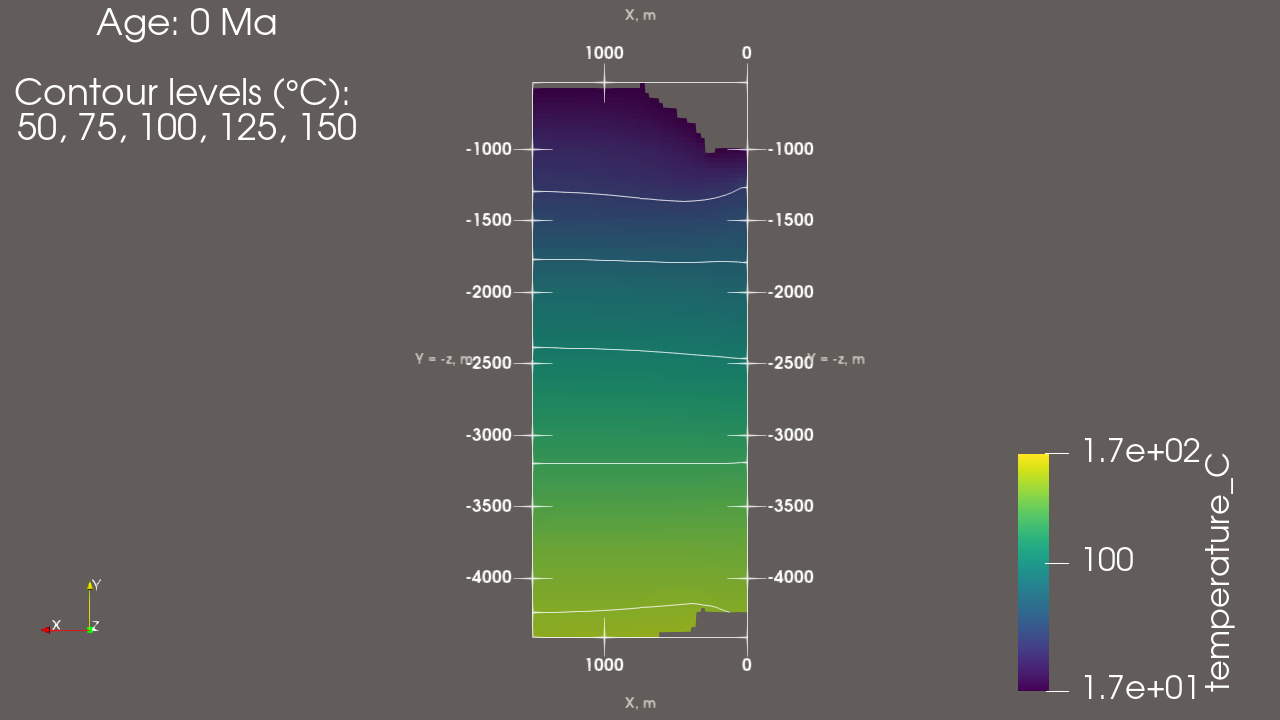 Age: 0 Ma
Contour levels (°C):
50, 75, 100, 125, 150
X, m
1000 0
-1000 -1000
-1500 -1500
-2000 -2000
Y = -z, m Y = -z, m
-2500 -2500
-3000 -3000
-3500 -3500
-4000 -4000
1000 0
X, m
Y
X Z
1.7e+02
100
1.7e+01
temperature_C